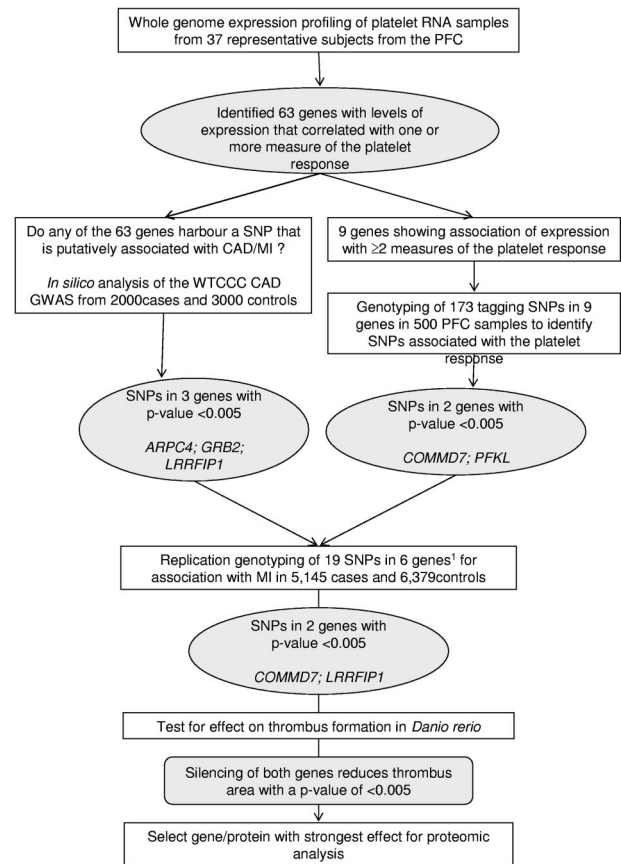 Whole genome expression profiling of platelet RNA samples
from 37 representative subjects from the PFC
Identified 63 genes with levels of
expression that correlated with one or
more measure of the platelet
response
Do any of the 63 genes harbour a SNP that
is putatively associated with CAD/MI ?
In silico analysis of the WTCCC CAD
GWAS from 2000cases and 3000 controls
9 genes showing association of expression
with ≥2 measures of the platelet response
Genotyping of 173 tagging SNPs in 9
genes in 500 PFC samples to identify
SNPs associated with the platelet
response
SNPs in 3 genes with
p-value <0.005
ARPC4; GRB2;
LRRFIP1
SNPs in 2 genes with
p-value <0.005
COMMD7; PFKL
Replication genotyping of 19 SNPs in 6 genes¹ for
association with MI in 5,145 cases and 6,379controls
SNPs in 2 genes with
p-value <0.005
COMMD7; LRRFIP1
Test for effect on thrombus formation in Danio rerio
Silencing of both genes reduces thrombus
area with a p-value of <0.005
Select gene/protein with strongest effect for proteomic
analysis